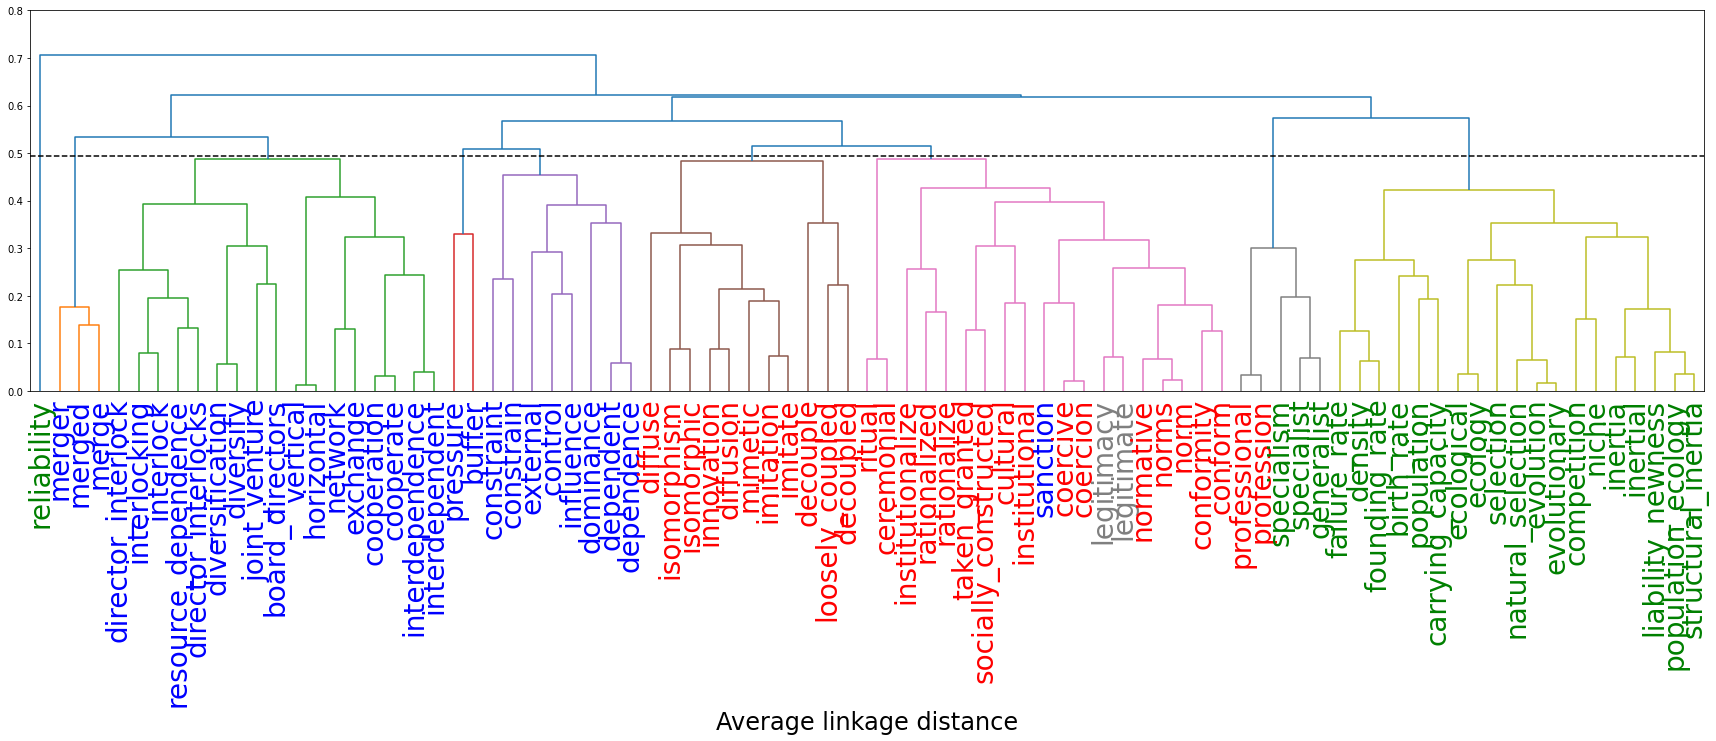 0.8
0.7
0.6
0.5
0.4
0.3
0.2
0.1
0.0
reliability
merger
merged
merge
director_interlock
interlocking
interlock
resource_dependence
director_interlocks
diversification
diversify
joint_venture
board_directors
vertical
horizontal
network
exchange
cooperation
cooperate
interdependence
interdependent
pressure
buffer
constraint
constrain
external
control
influence
dominance
dependent
dependence
diffuse
isomorphism
isomorphic
innovation
diffusion
mimetic
imitation
imitate
decouple
loosely_coupled
decoupled
ritual
ceremonial
institutionalize
rationalized
rationalize
taken_granted
socially_constructed
cultural
institutional
sanction
coercive
coercion
legitimacy
legitimate
normative
norms
norm
conformity
conform
professional
profession
specialism
specialist
generalist
failure_rate
density
founding_rate
birth_rate
population
carrying_capacity
ecological
ecology
selection
natural_selection
evolution
evolutionary
competition
niche
inertia
inertial
liability_newness
population_ecology
structural_inertia
Average linkage distance